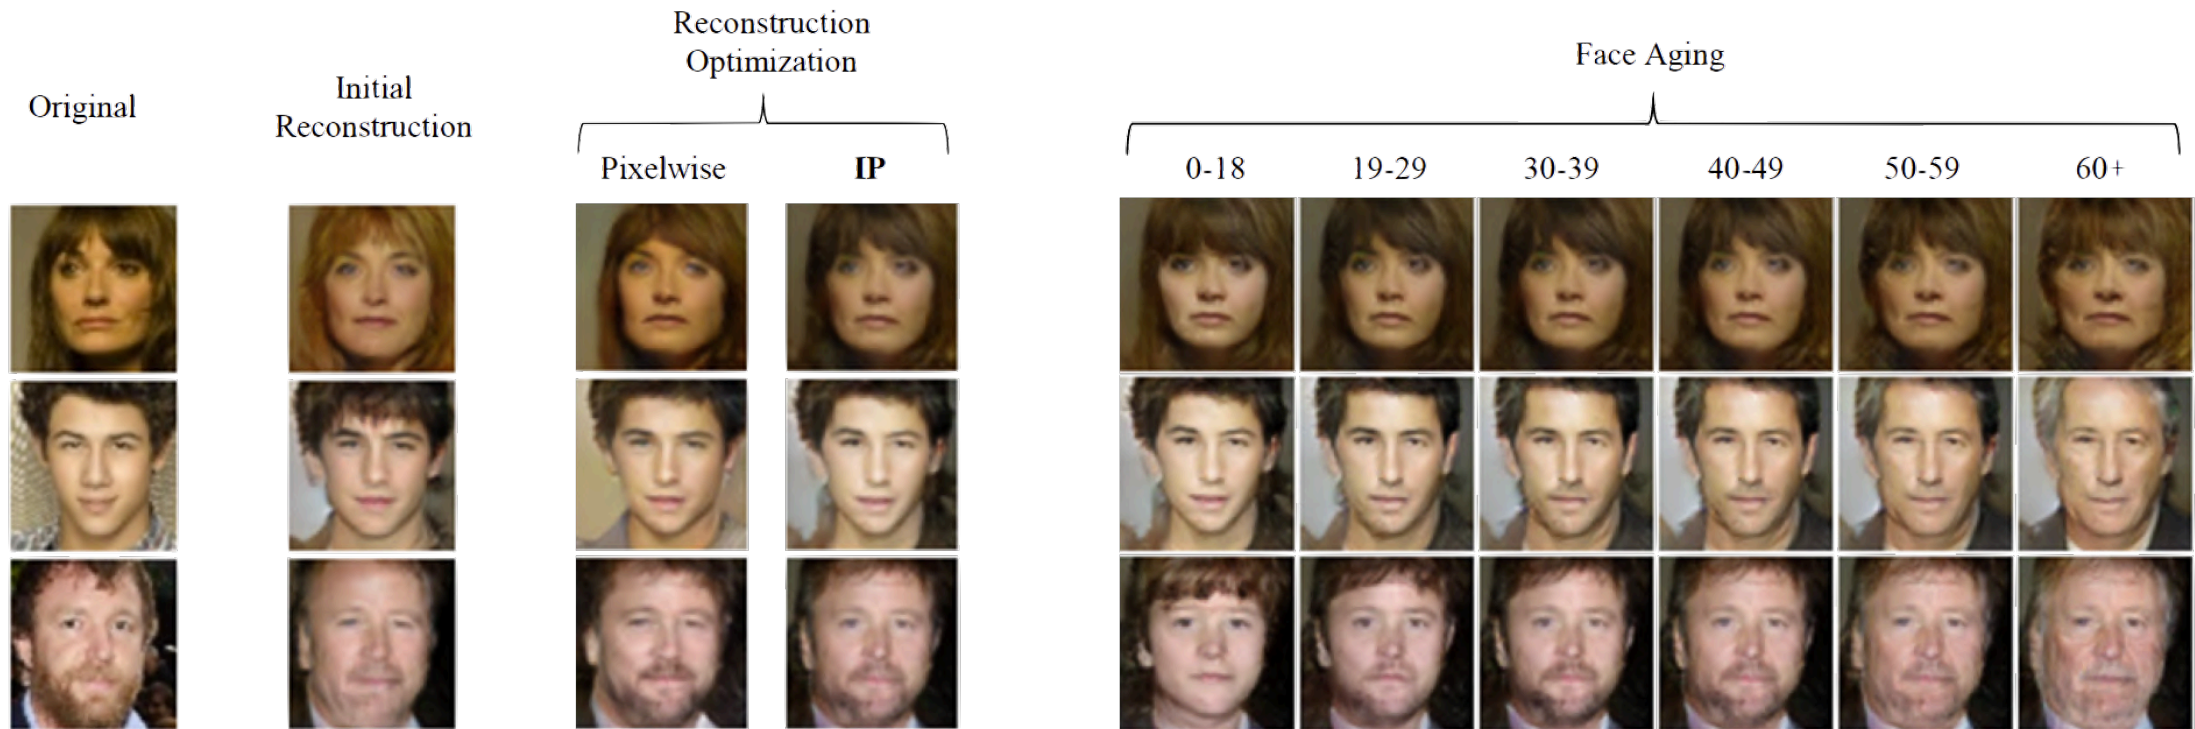 Original
Initial
Reconstruction
Reconstruction
Optimization
Pixelwise
IP
Face Aging
0-18
19-29
30-39
40-49
50-59
60+